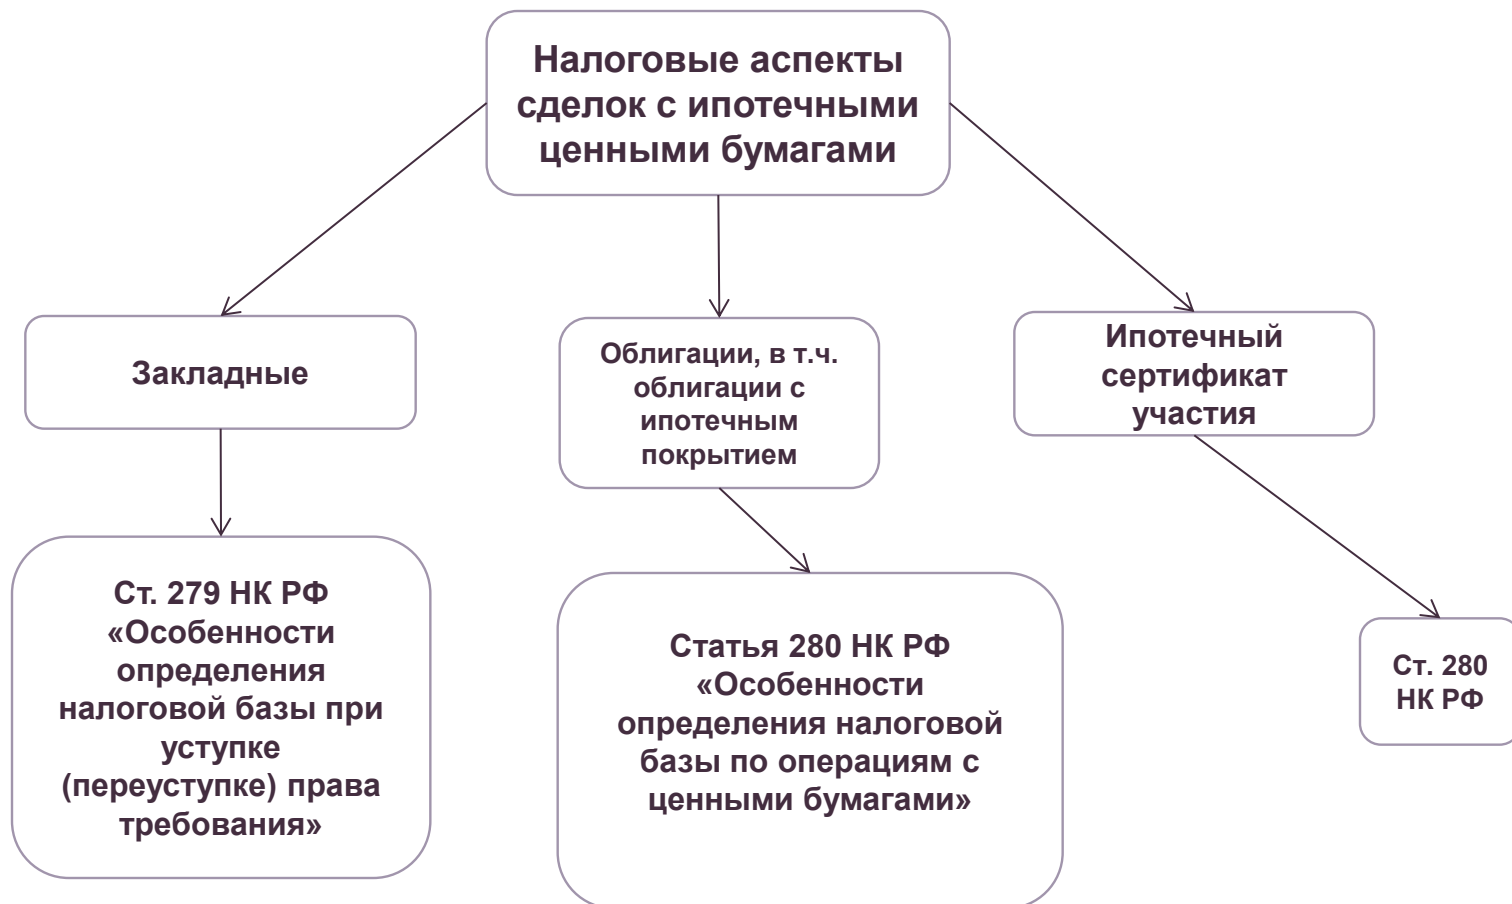 Налоговые аспекты
сделок с ипотечными
ценными бумагами
Закладные
Облигации, в т.ч.
облигации с
ипотечным
покрытием
Ипотечный
сертификат
участия
Ст. 279 НК РФ
«Особенности
определения
налоговой базы при
уступке
(переуступке) права
требования»
Статья 280 НК РФ
«Особенности
определения налоговой
базы по операциям с
ценными бумагами»
Ст. 280
НК РФ